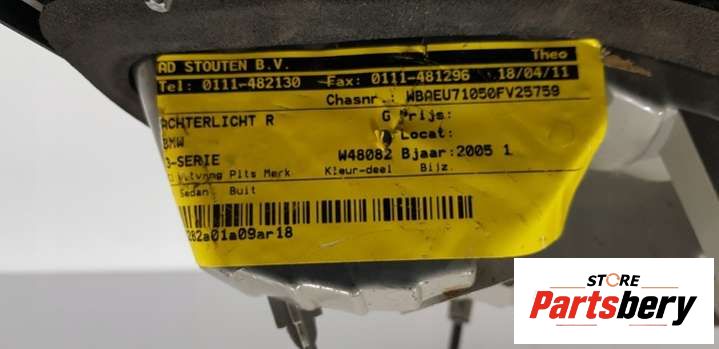 AD STOUTEN B.V. Theo
Tel: 0111-482130 Fax: 0111-481296 18/04/11
Chasnr.: WBAEU71050FV25759
ACHTERLICHT R G Prijs:
BMW Locat:
3-SERIE W48082 Bjaar:2005 1
Plts Merk Kleur-deel Bijz.
Sedan Buit
282a01a09ar18
STORE
Partsbery